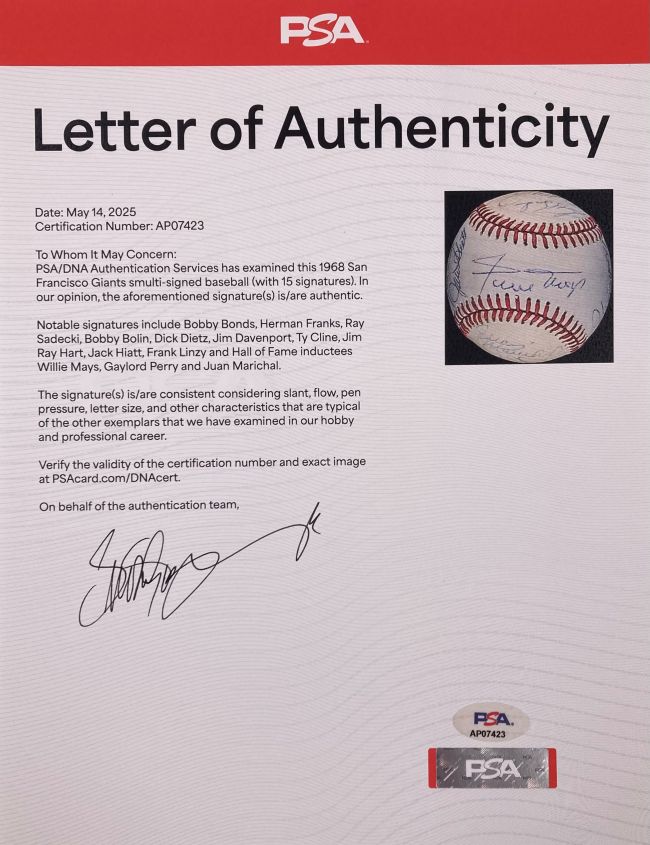 PSA
Letter of Authenticity
Date: May 14, 2025
Certification Number: AP07423
To Whom It May Concern:
PSA/DNA Authentication Services has examined this 1968 San
Francisco Giants smulti-signed baseball (with 15 signatures). In
our opinion, the aforementioned signature(s) is/are authentic.
Notable signatures include Bobby Bonds, Herman Franks, Ray
Sadecki, Bobby Bolin, Dick Dietz, Jim Davenport, Ty Cline, Jim
Ray Hart, Jack Hiatt, Frank Linzy and Hall of Fame inductees
Willie Mays, Gaylord Perry and Juan Marichal.
The signature(s) is/are consistent considering slant, flow, pen
pressure, letter size, and other characteristics that are typical
of the other exemplars that we have examined in our hobby
and professional career.
Verify the validity of the certification number and exact image
at PSAcard.com/DNAcert.
On behalf of the authentication team,
Willie Mays
PSA
AP07423
PSA